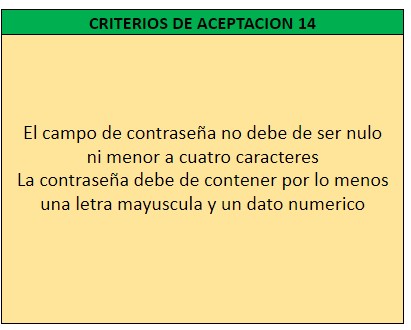 CRITERIOS DE ACEPTACION 14
El campo de contraseña no debe de ser nulo
ni menor a cuatro caracteres
La contraseña debe de contener por lo menos
una letra mayuscula y un dato numerico